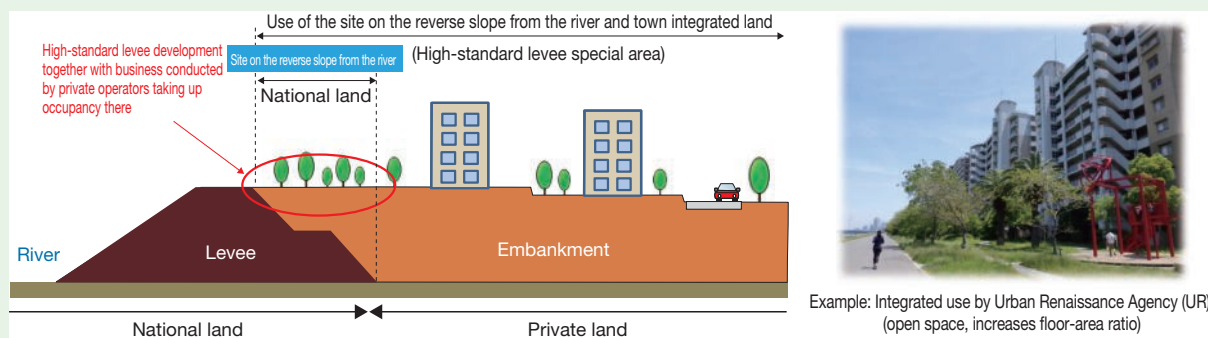 Use of the site on the reverse slope from the river and town integrated land
(High-standard levee special area)
High-standard levee development
together with business conducted
by private operators taking up
occupancy there
Site on the reverse slope from the river
National land
River
Levee
Embankment
National land
Private land
Example: Integrated use by Urban Renaissance Agency (UR)
(open space, increases floor-area ratio)